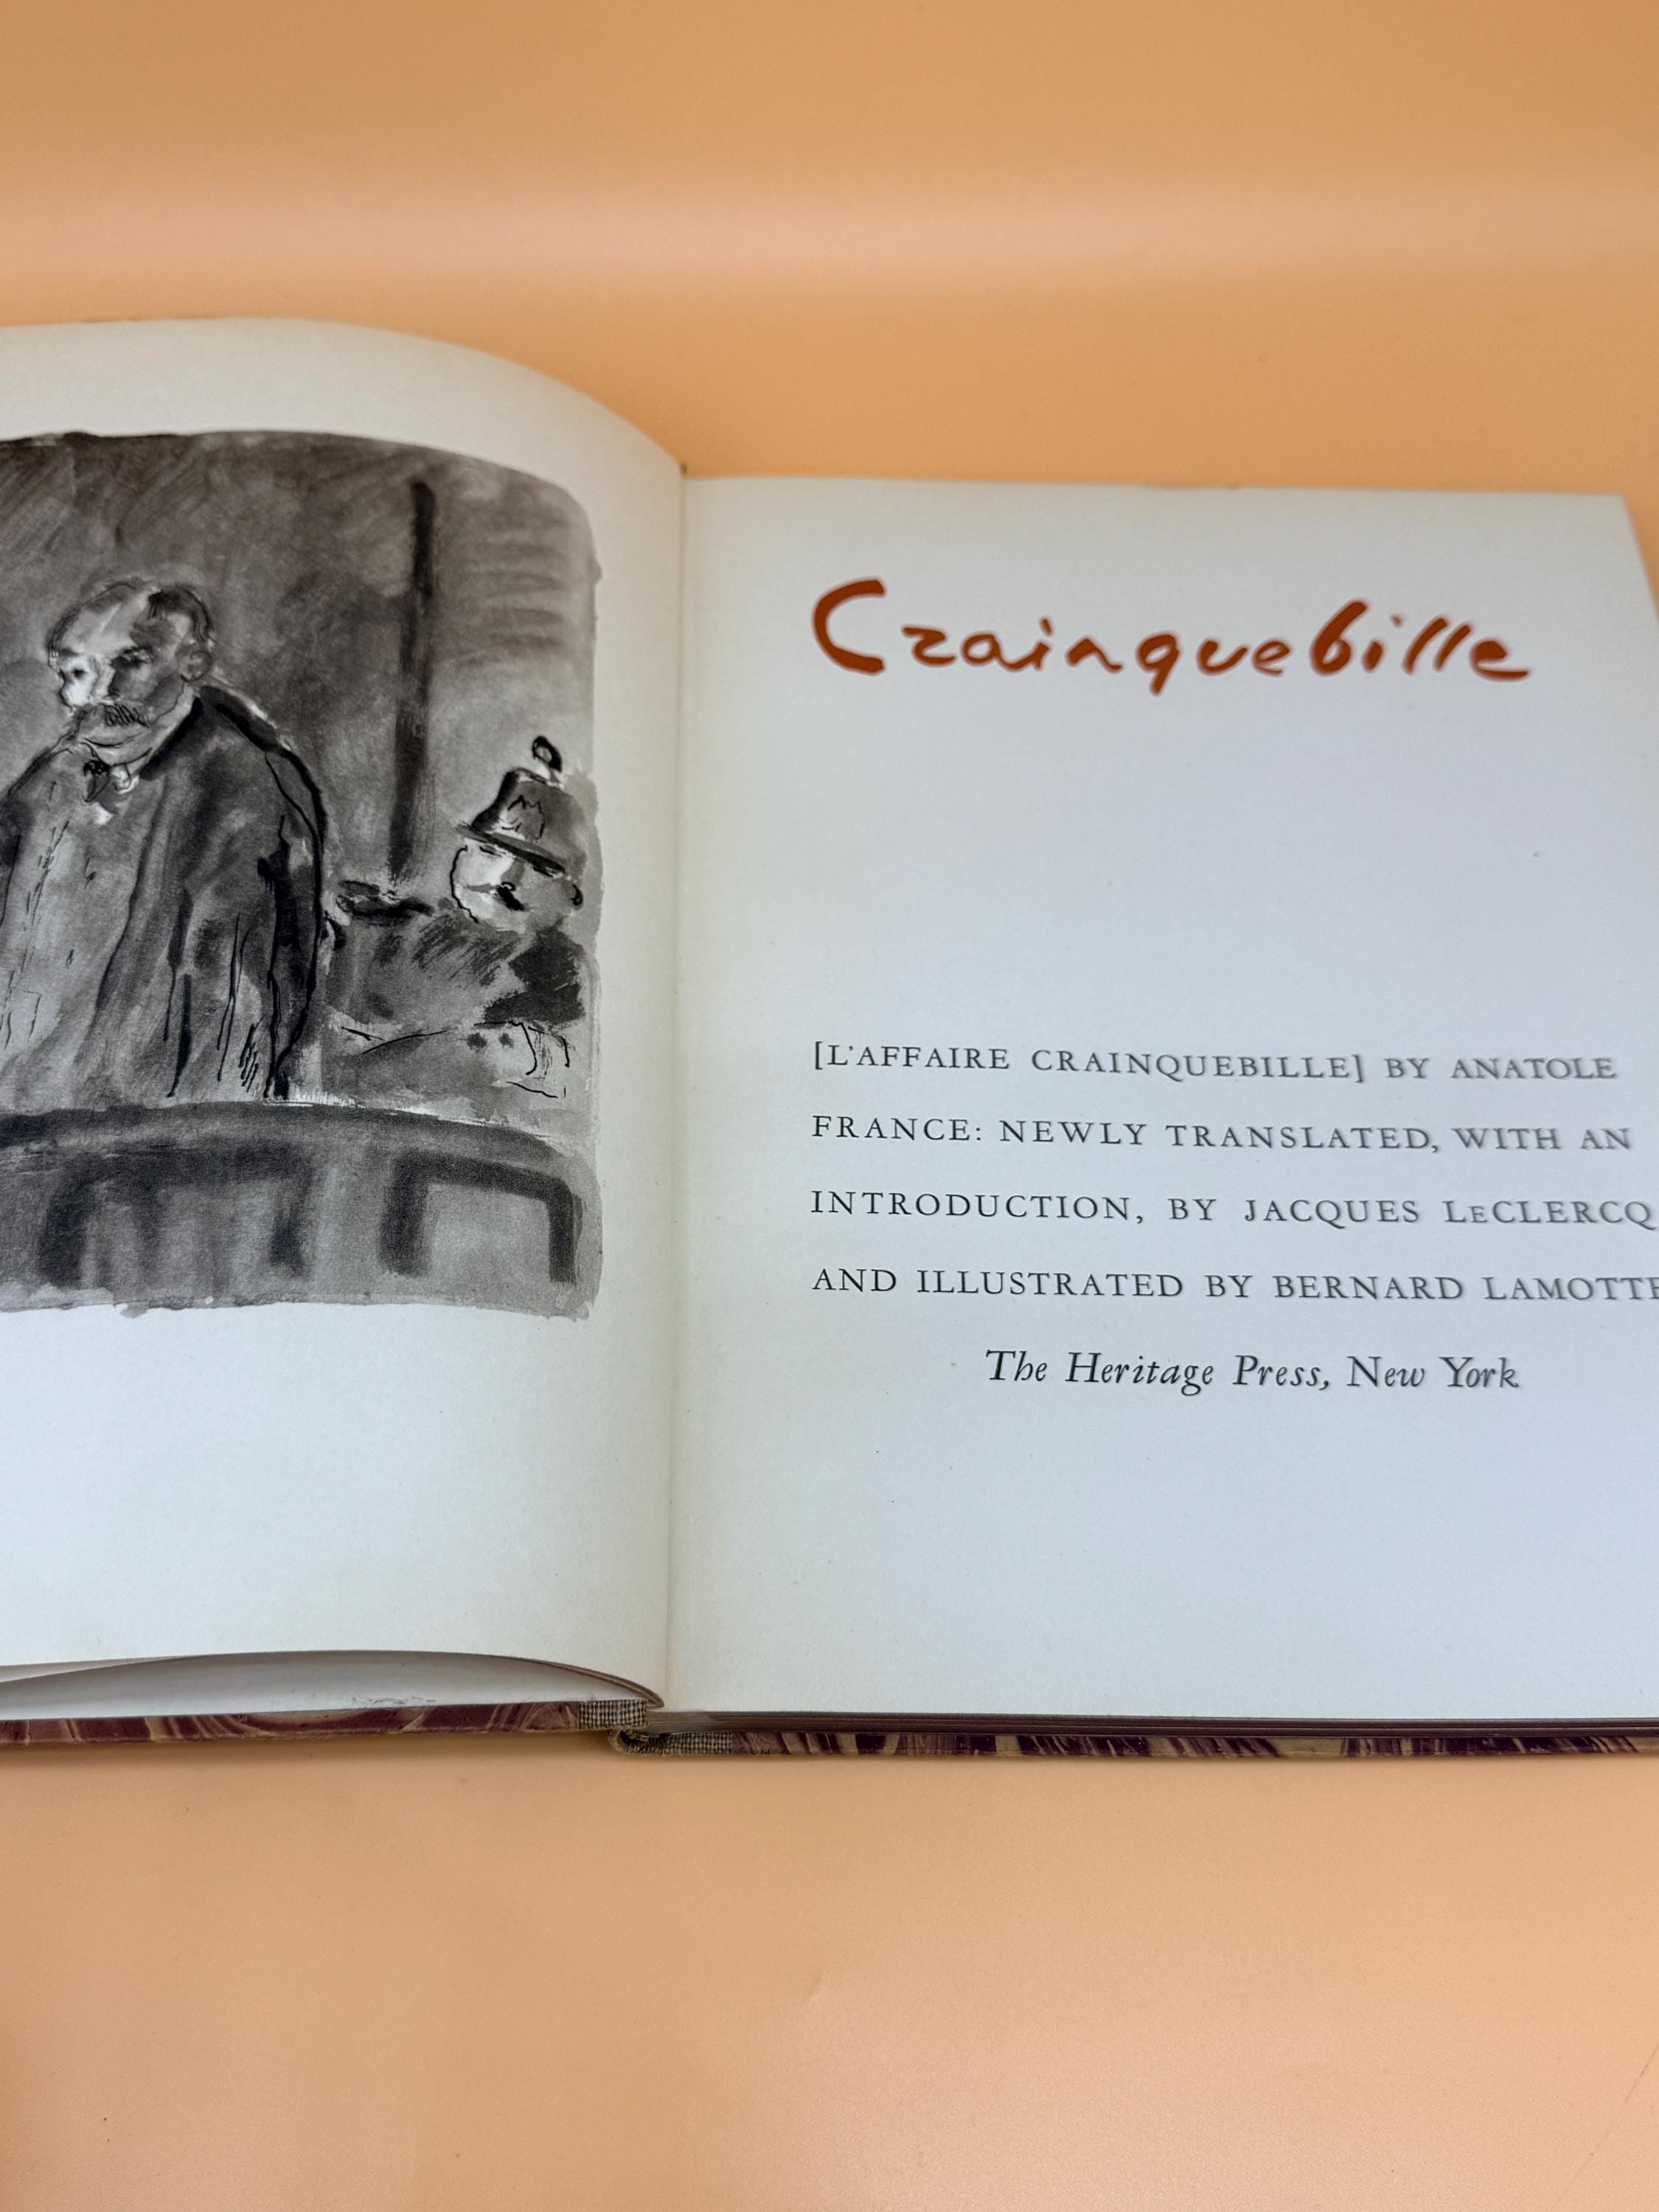 Crainquebille
[L'AFFAIRE CRAINQUEBILLE] BY ANATOLE
FRANCE: NEWLY TRANSLATED, WITH AN
INTRODUCTION, BY JACQUES LECLERCQ
AND ILLUSTRATED BY BERNARD LAMOTTE
The Heritage Press, New York